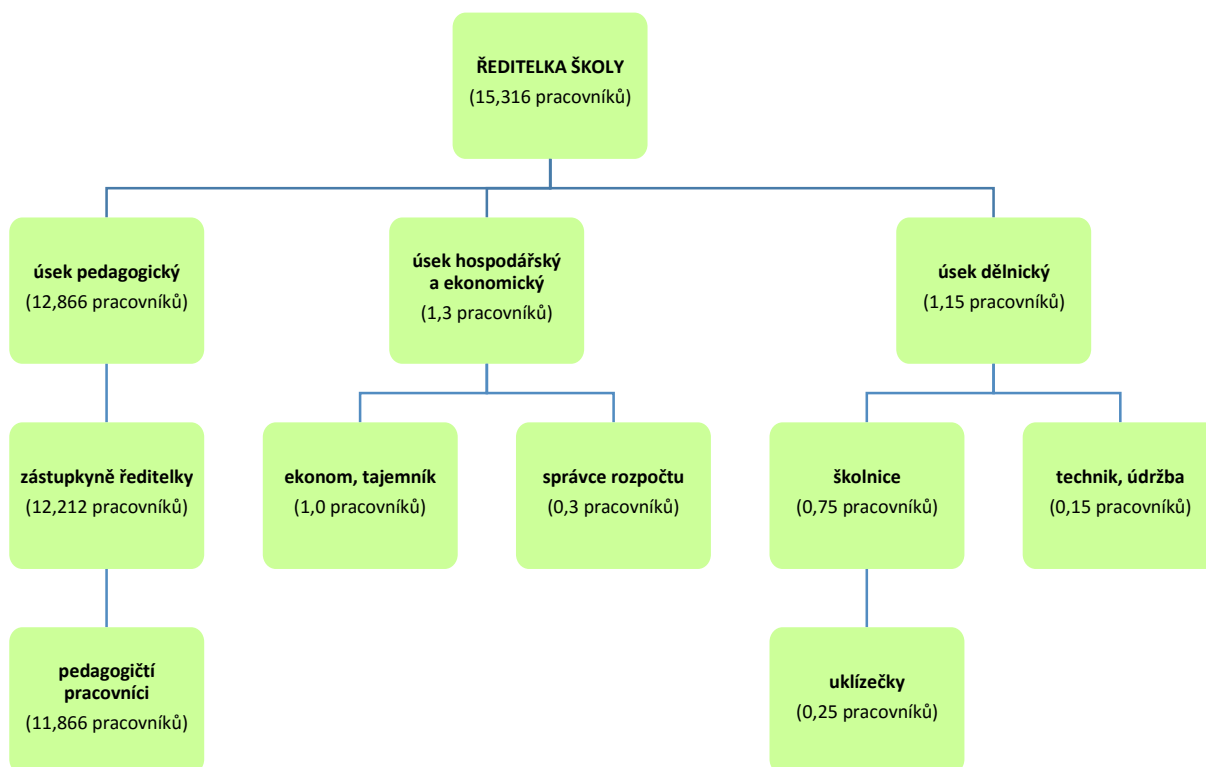 ŘEDITELKA ŠKOLY
(15,316 pracovníků)
úsek pedagogický
(12,866 pracovníků)
úsek hospodářský
a ekonomický
(1,3 pracovníků)
úsek dělnický
(1,15 pracovníků)
zástupkyně ředitelky
(12,212 pracovníků)
ekonom, tajemník
(1,0 pracovníků)
správce rozpočtu
(0,3 pracovníků)
školnice
(0,75 pracovníků)
technik, údržba
(0,15 pracovníků)
pedagogičtí
pracovníci
(11,866 pracovníků)
uklízečky
(0,25 pracovníků)